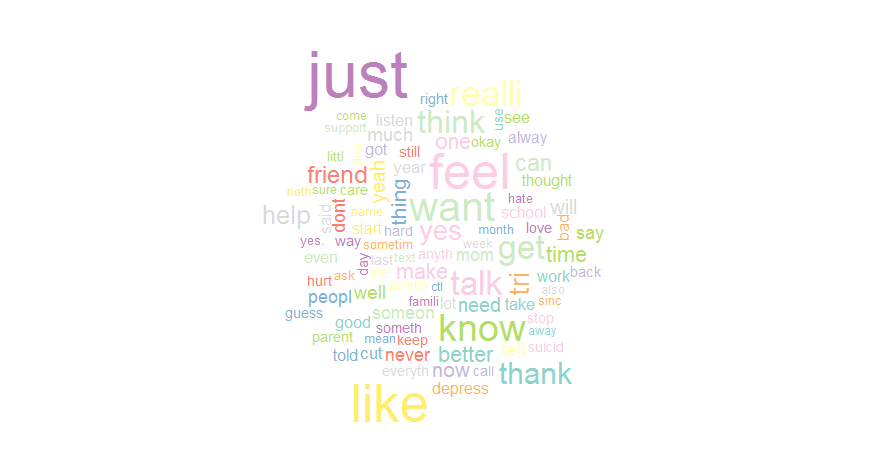 just
right realli
come listen think use see
support much one okay alway
littl live got still
friend yeah year feel can
noth sure care thing thought
help said dont name want hate school will
start hard yes month love bad say
yes. way sometim week
even day last text anyth mom get time
hurt ask life make talk tri work back
peopl well person ctl famili lot need take also sinc
guess good someon someth know stop
parent mean keep away
told cut never better tell suicid
everyth now call thank
like depress